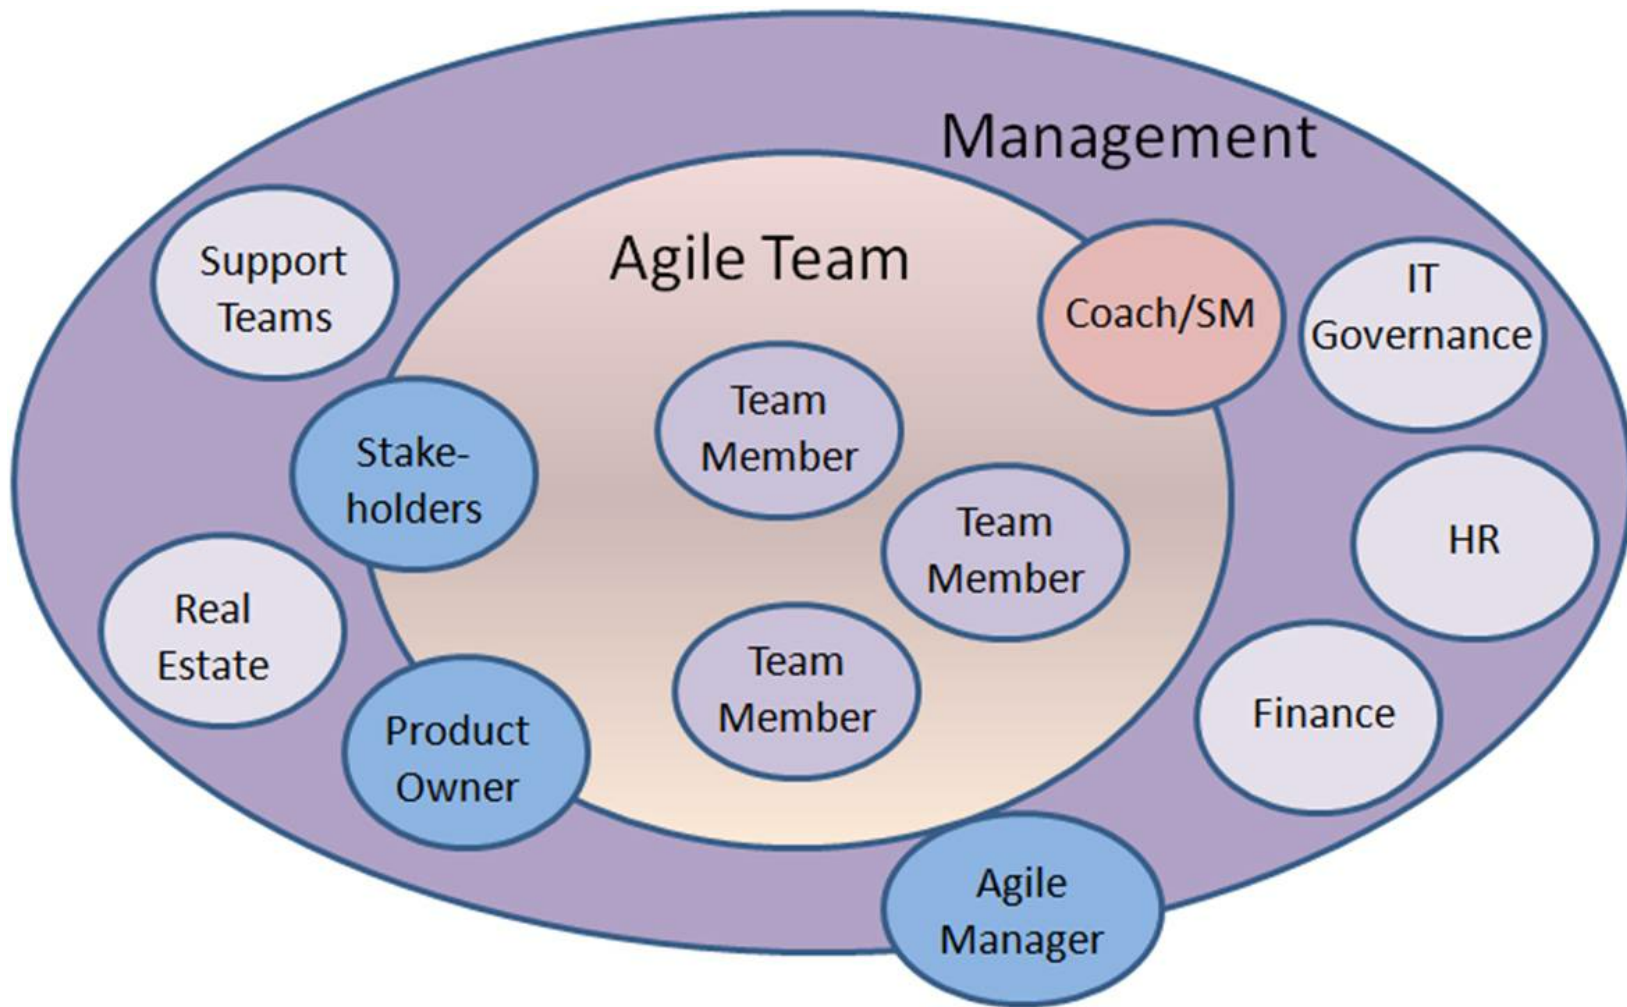 Management
Agile Team
Support
Teams
Coach/SM
IT
Governance
Stake-
holders
Team
Member
Team
Member
HR
Real
Estate
Team
Member
Product
Owner
Finance
Agile
Manager